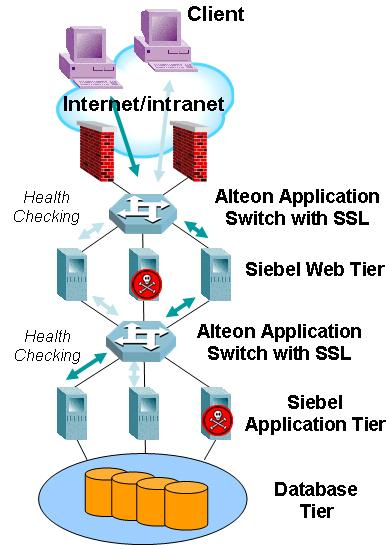 Client
Internet/intranet
Health
Checking
Alteon Application
Switch with SSL
Siebel Web Tier
Health
Checking
Alteon Application
Switch with SSL
Siebel
Application Tier
Database
Tier